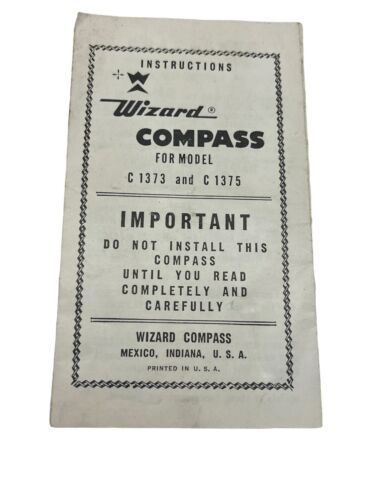 INSTRUCTIONS
W
Wizard®
COMPASS
FOR MODEL
C 1373 and C 1375
IMPORTANT
DO NOT INSTALL THIS
COMPASS
UNTIL YOU READ
COMPLETELY AND
CAREFULLY
WIZARD COMPASS
MEXICO, INDIANA, U. S. A.
PRINTED IN U. S. A.